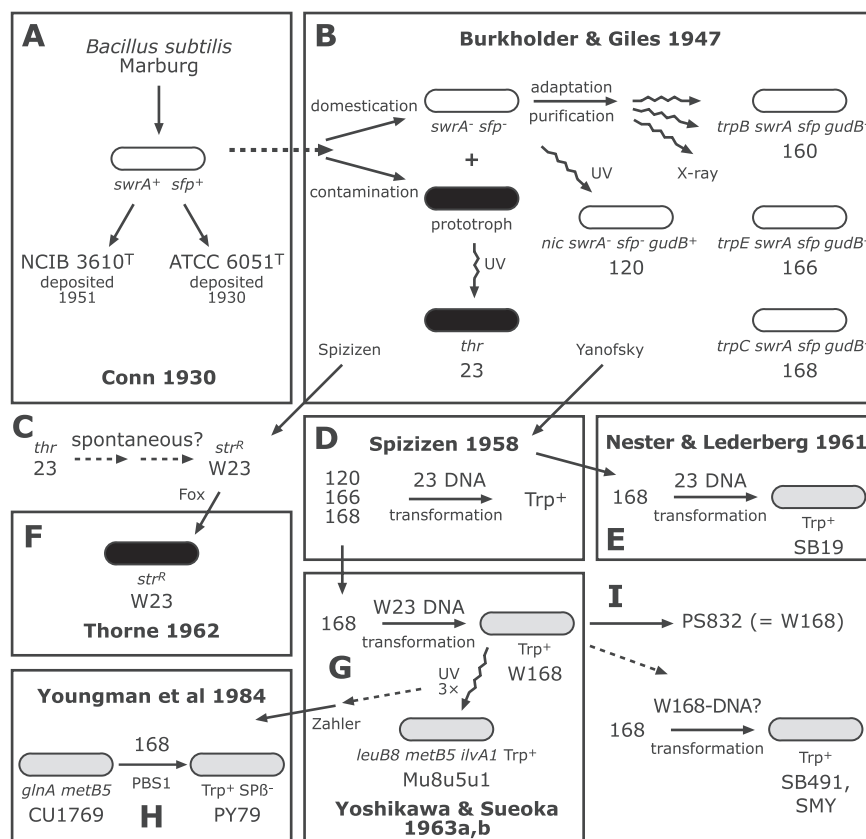 A
Bacillus subtilis
Marburg
swrA⁺ sfp⁺
NCIB 3610ᵀ
deposited
1951
ATCC 6051ᵀ
deposited
1930
Conn 1930
B
Burkholder & Giles 1947
domestication
contamination
swrA⁻ sfp⁻
+
prototroph
UV
thr
23
adaptation
purification
UV
nic swrA⁻ sfp⁻ gudB⁺
120
X-ray
trpB swrA sfp gudB⁺
160
trpE swrA sfp gudB⁺
166
trpC swrA sfp gudB⁺
168
Spizizen
Yanofsky
C
thr
23
spontaneous?
strᴿ
W23
Fox
D
Spizizen 1958
120
166
168
23 DNA
transformation
Trp⁺
Nester & Lederberg 1961
168
23 DNA
transformation
Trp⁺
SB19
E
F
strᴿ
W23
Thorne 1962
168
W23 DNA
transformation
Trp⁺
W168
G
UV
3×
leuB8 metB5 ilvA1 Trp⁺
Mu8u5u1
Yoshikawa & Sueoka
1963a,b
I
PS832 (= W168)
168
W168-DNA?
transformation
Trp⁺
SB491,
SMY
Zahler
Youngman et al 1984
glnA metB5
CU1769
168
PBS1
Trp⁺ SPß⁻
PY79
H